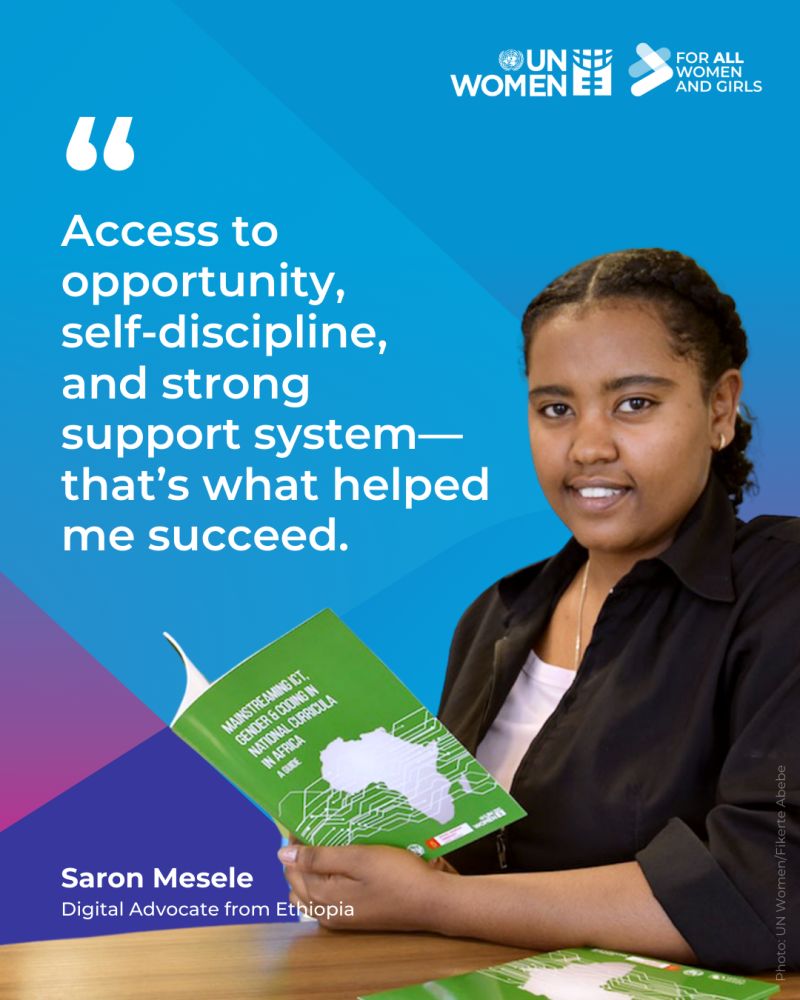 UN
WOMEN
FOR ALL
WOMEN
AND GIRLS
“
Access to
opportunity,
self-discipline,
and strong
support system—
that’s what helped
me succeed.
MAINSTREAMING ICT,
GENDER & CODING IN
NATIONAL CURRICULA
IN AFRICA
A GUIDE
Saron Mesele
Digital Advocate from Ethiopia
Photo: UN Women/Fikerte Abebe